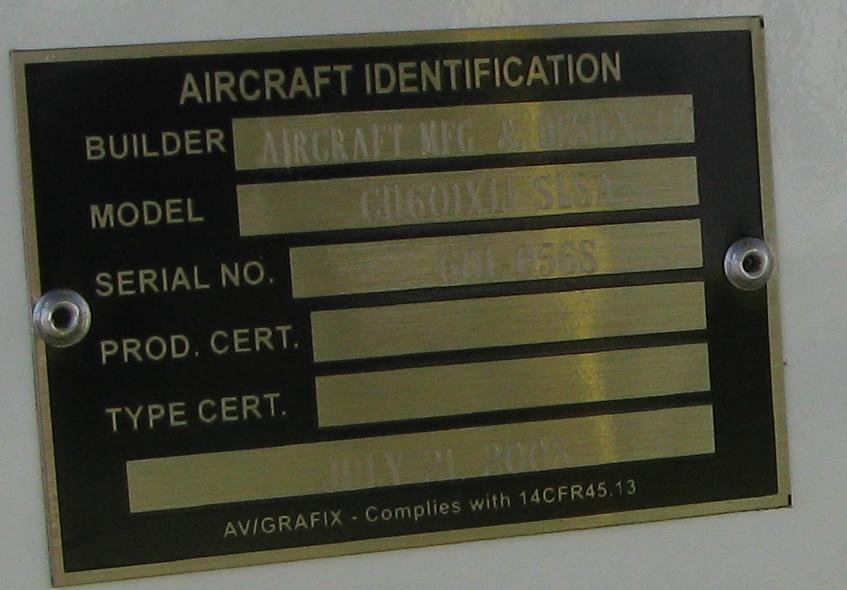 AIRCRAFT IDENTIFICATION
BUILDER AIRCRAFT MFG & DESIGN
MODEL CH601XLI SLSA
SERIAL NO. 601-056S
PROD. CERT.
TYPE CERT.
JULY 21, 2008
AV/GRAFIX - Complies with 14CFR45.13